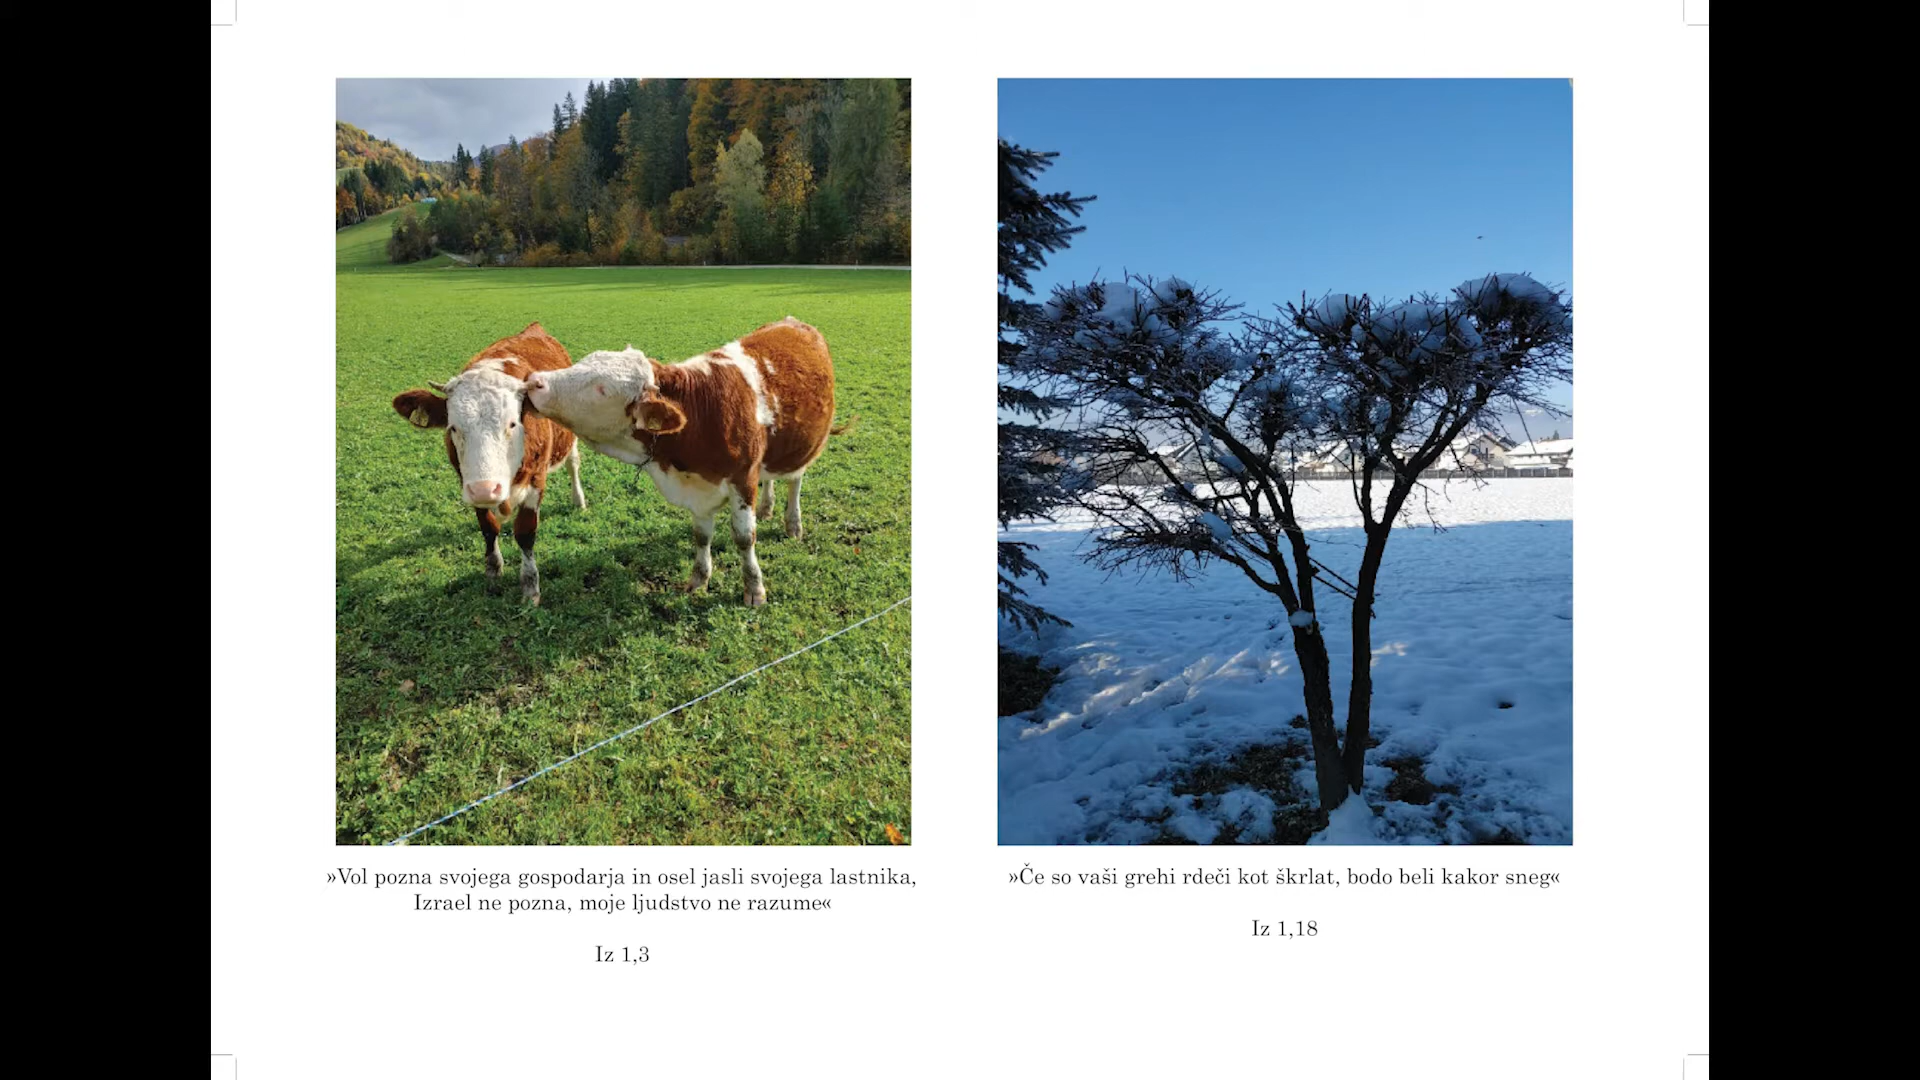 »Vol pozna svojega gospodarja in osel jasli svojega lastnika,
Izrael ne pozna, moje ljudstvo ne razume«
Iz 1,3
»Če so vaši grehi rdeči kot škrlat, bodo beli kakor sneg«
Iz 1,18